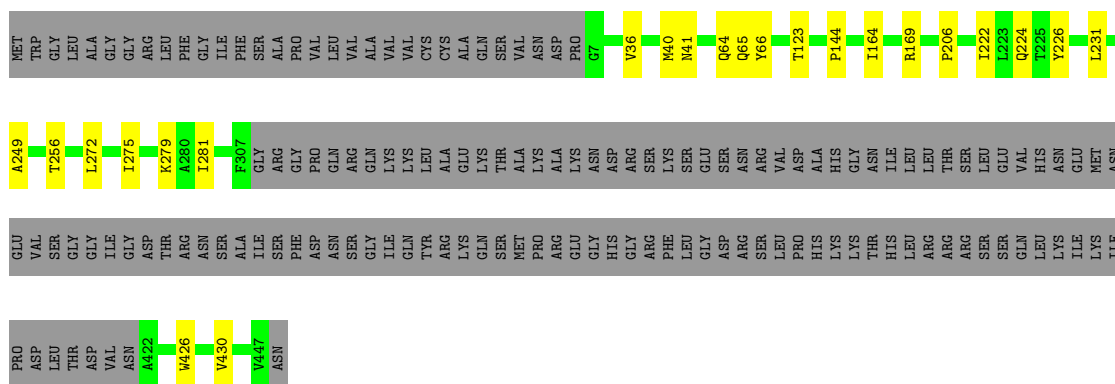 MET TRP GLY LEU ALA GLY GLY ARG LEU PHE GLY ILE PHE SER ALA PRO VAL LEU VAL ALA VAL VAL CYS CYS ALA GLN SER VAL ASN ASP PRO G7 V36 M40 N41 Q64 Q65 Y66 T123 P144 I164 R169 P206 I222 L223 Q224 T225 Y226 L231
A249 T256 L272 I275 K279 A280 I281 F307 GLY ARG GLY PRO GLN ARG GLN LYS LYS LEU ALA GLU LYS THR ALA LYS ALA LYS ASN ASP ARG SER LYS SER GLU SER ASN ARG VAL ASP ALA HIS GLY ASN ILE LEU LEU THR SER LEU GLU VAL HIS ASN GLU MET ASN
GLU VAL SER GLY GLY ILE GLY ASP THR ARG ASN SER ALA ILE SER PHE ASP ASN SER GLY ILE GLN TYR ARG LYS GLN SER MET PRO ARG GLU GLY HIS GLY ARG PHE LEU GLY ASP ARG SER LEU PRO HIS LYS LYS THR HIS LEU ARG ARG ARG SER SER GLN LEU LYS ILE LYS ILE
PRO ASP LEU THR ASP VAL ASN A422 W426 V430 V447 ASN